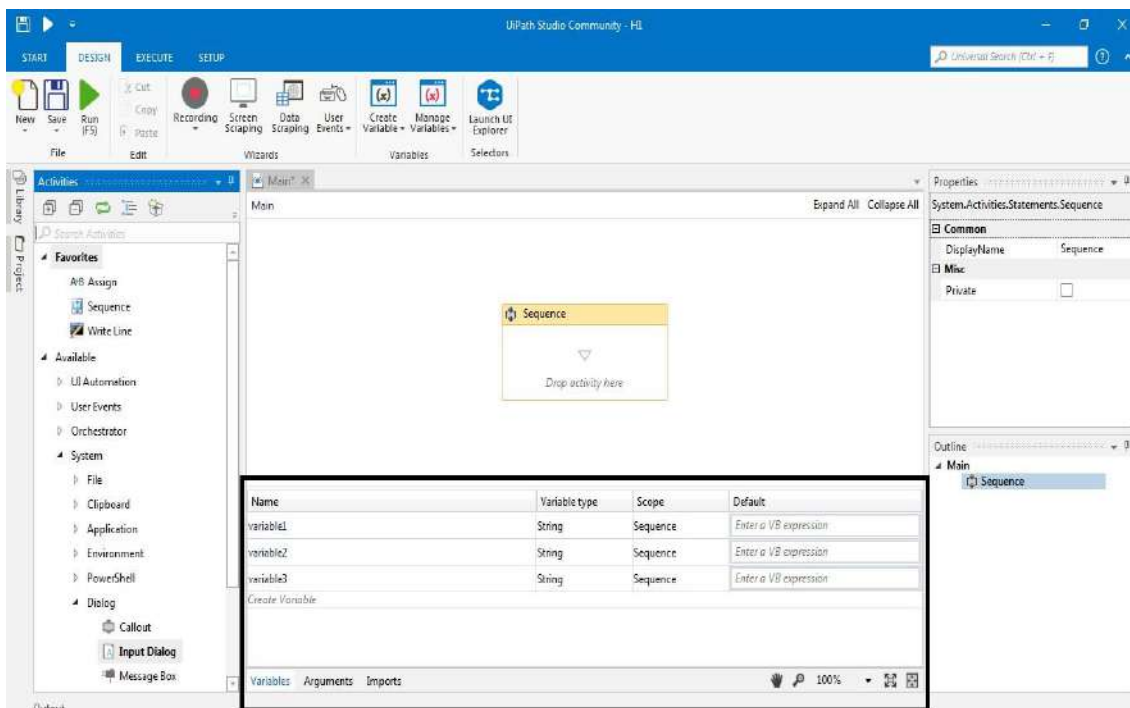 UiPath Studio Community - H1
START DESIGN EXECUTE SETUP
Universal Search (Ctrl + F)
New Save Run (F5)
Cut
Copy
Paste
Recording Screen Scraping Data Scraping User Events Create Variable Manage Variables Launch UI Explorer
File Edit Wizards Variables Selectors
Library
Project
Activities
Search Activities
Favorites
A+B Assign
Sequence
Write Line
Available
UI Automation
User Events
Orchestrator
System
File
Clipboard
Application
Environment
PowerShell
Dialog
Callout
Input Dialog
Message Box
Main*
Main Expand All Collapse All
Sequence
Drop activity here
Name Variable type Scope Default
variable1 String Sequence Enter a VB expression
variable2 String Sequence Enter a VB expression
variable3 String Sequence Enter a VB expression
Create Variable
Variables Arguments Imports 100%
Properties
System.Activities.Statements.Sequence
Common
DisplayName Sequence
Misc
Private
Outline
Main
Sequence